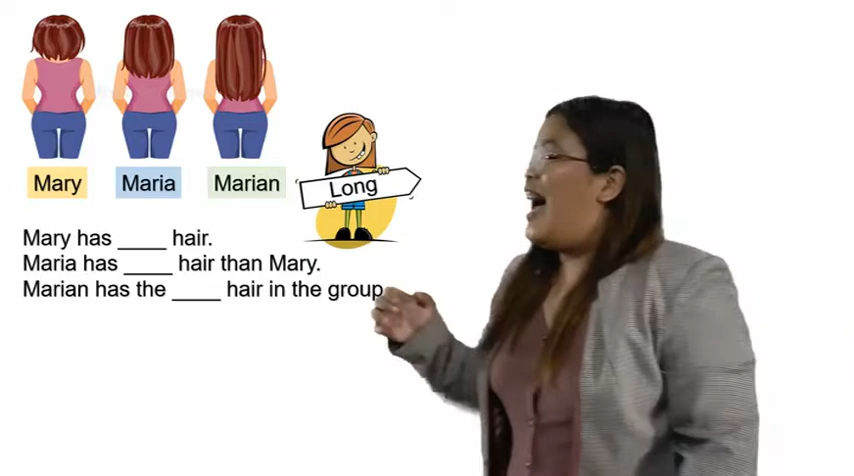 Mary
Maria
Marian
Long
Mary has ____ hair.
Maria has ____ hair than Mary.
Marian has the ____ hair in the group